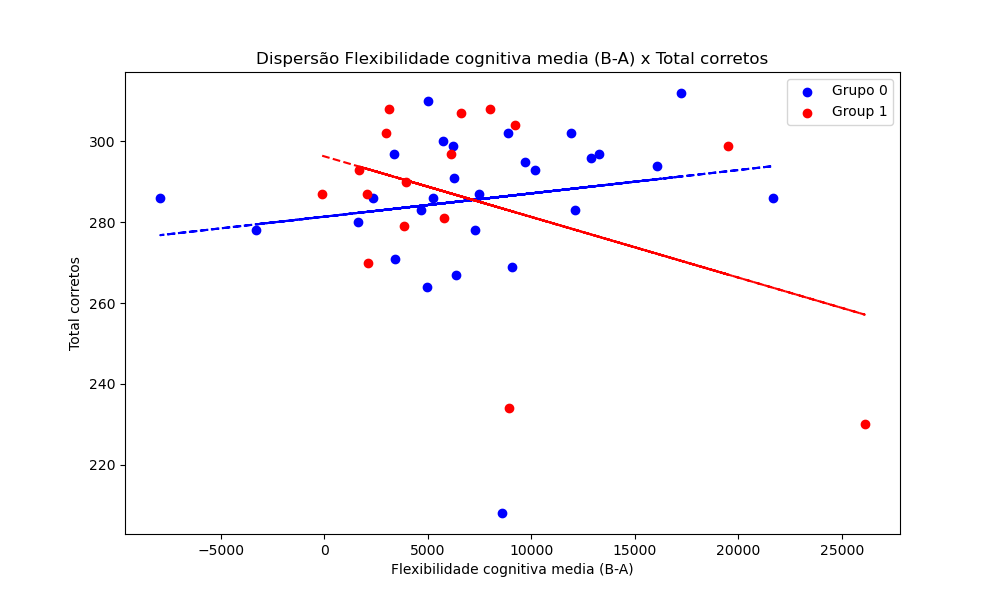 Dispersão Flexibilidade cognitiva media (B-A) x Total corretos
Grupo 0
Group 1
Total corretos
300
280
260
240
220
−5000
0
5000
10000
15000
20000
25000
Flexibilidade cognitiva media (B-A)